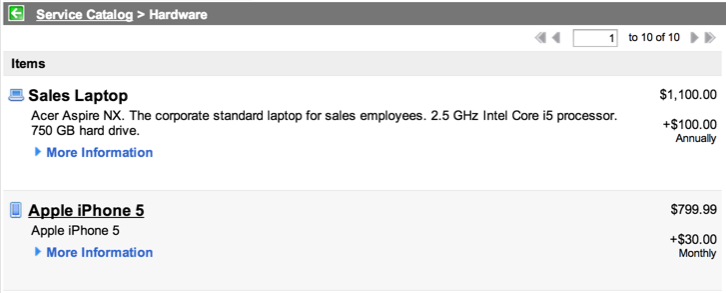 Service Catalog > Hardware
1 to 10 of 10
Items
Sales Laptop
$1,100.00
Acer Aspire NX. The corporate standard laptop for sales employees. 2.5 GHz Intel Core i5 processor.
750 GB hard drive.
+$100.00
Annually
More Information
Apple iPhone 5
$799.99
Apple iPhone 5
+$30.00
Monthly
More Information